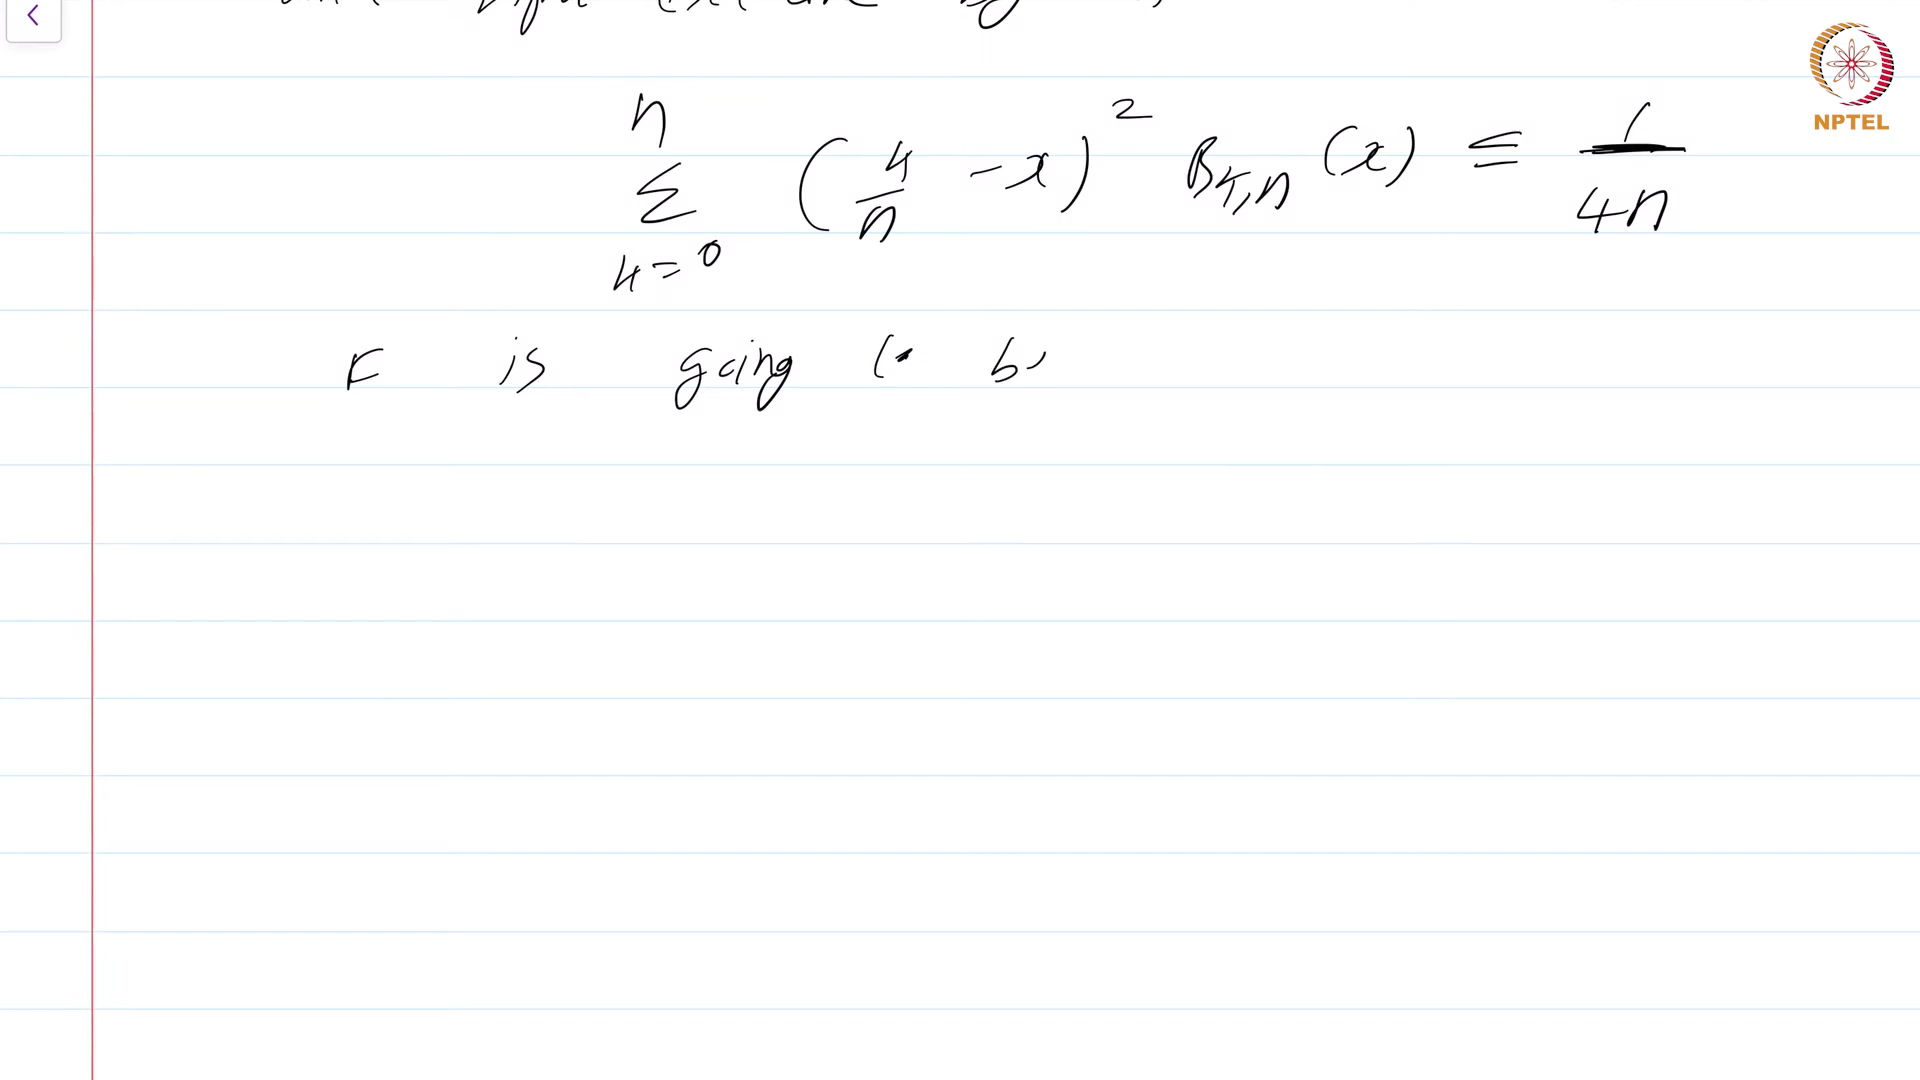 NPTEL
n
Σ (k/n - x)² B_{k,n}(x) ≤ 1/4n
k=0
F is going to b